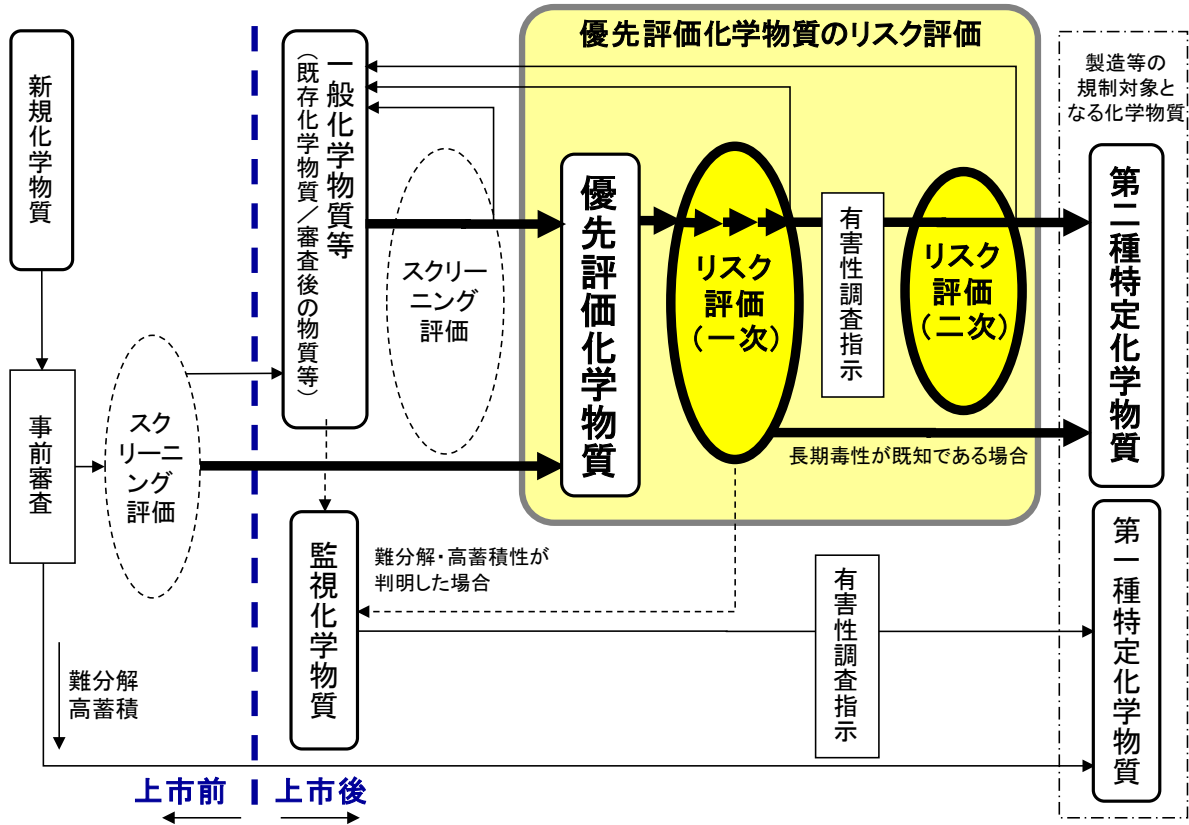 優先評価化学物質のリスク評価
製造等の
規制対象と
なる化学物質
新規化学物質
一般化学物質等
（既存化学物質／審査後の物質等）
スクリー
ニング
評価
優先評価化学物質
リスク
評価
（一次）
有害性調査指示
リスク
評価
（二次）
第二種特定化学物質
長期毒性が既知である場合
事前審査
スク
リーニ
ング
評価
監視化学物質
難分解・高蓄積性が
判明した場合
有害性調査指示
第一種特定化学物質
難分解
高蓄積
上市前
上市後